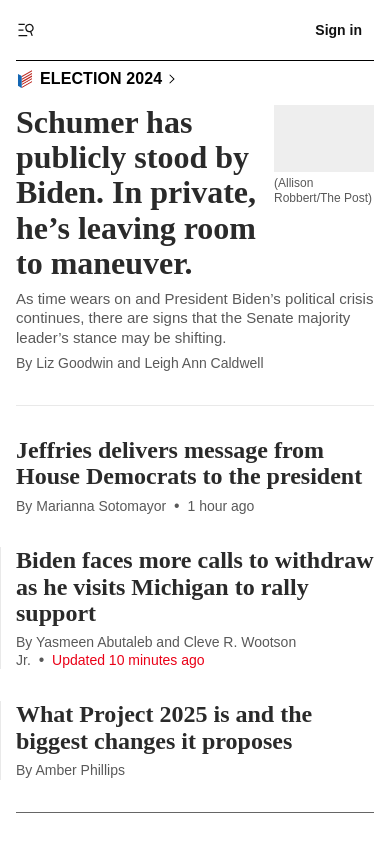 Sign in
ELECTION 2024
Schumer has
publicly stood by
Biden. In private,
he’s leaving room
to maneuver.
(Allison
Robbert/The Post)
As time wears on and President Biden’s political crisis
continues, there are signs that the Senate majority
leader’s stance may be shifting.
By Liz Goodwin and Leigh Ann Caldwell
Jeffries delivers message from
House Democrats to the president
By Marianna Sotomayor • 1 hour ago
Biden faces more calls to withdraw
as he visits Michigan to rally
support
By Yasmeen Abutaleb and Cleve R. Wootson
Jr. • Updated 10 minutes ago
What Project 2025 is and the
biggest changes it proposes
By Amber Phillips